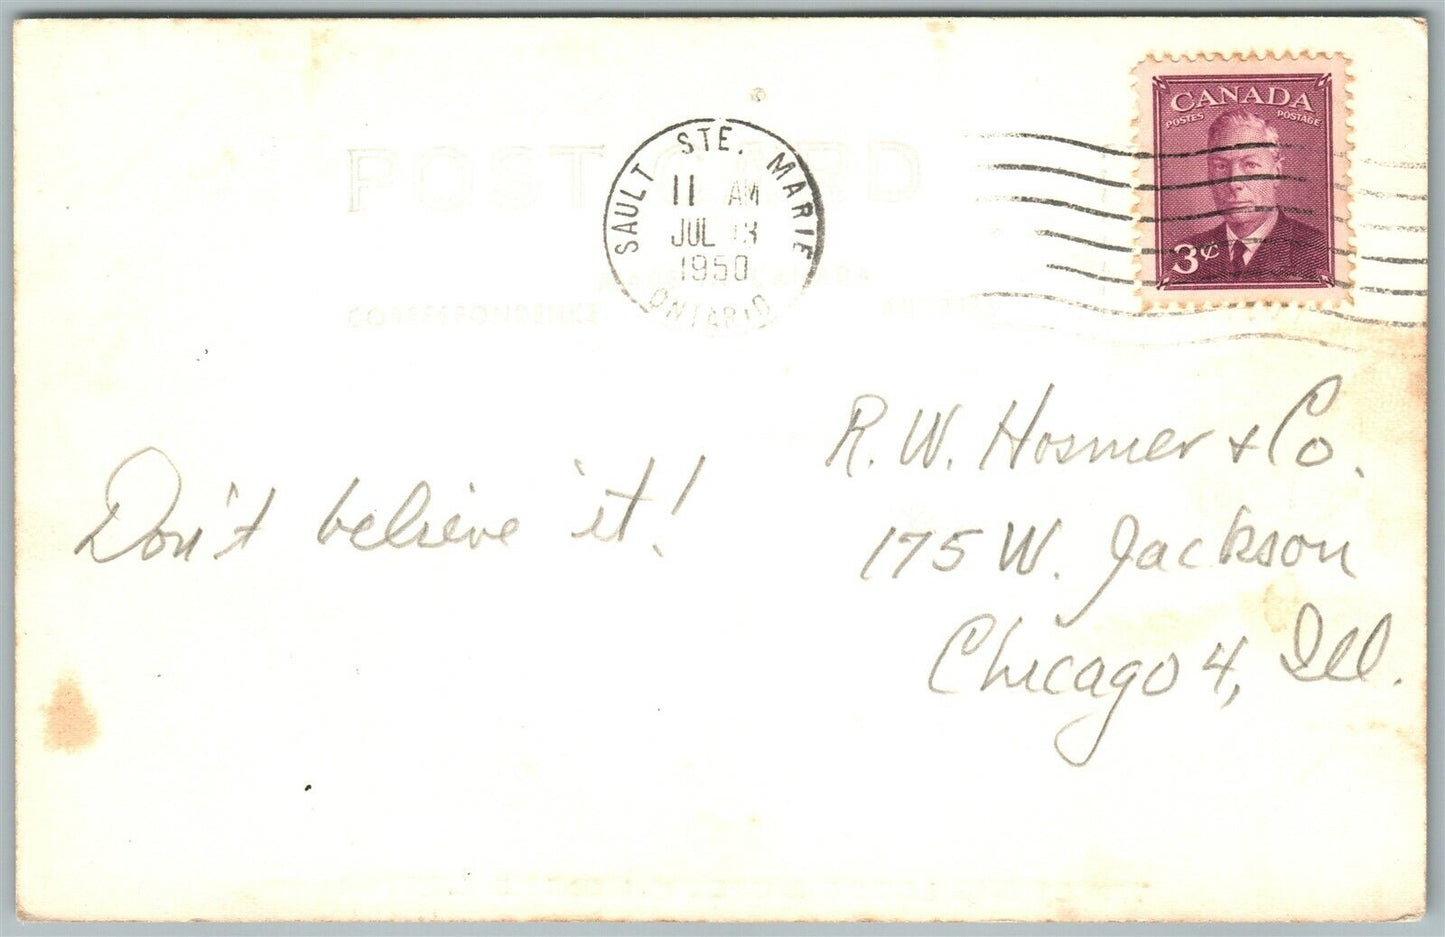 POST CARD
SAULT STE. MARIE
11 AM
JUL 13
1950
ONTARIO
CANADA
POSTES POSTAGE
3¢
CORRESPONDENCE
Don't believe it!
R. W. Hosmer + Co.
175 W. Jackson
Chicago 4, Ill.